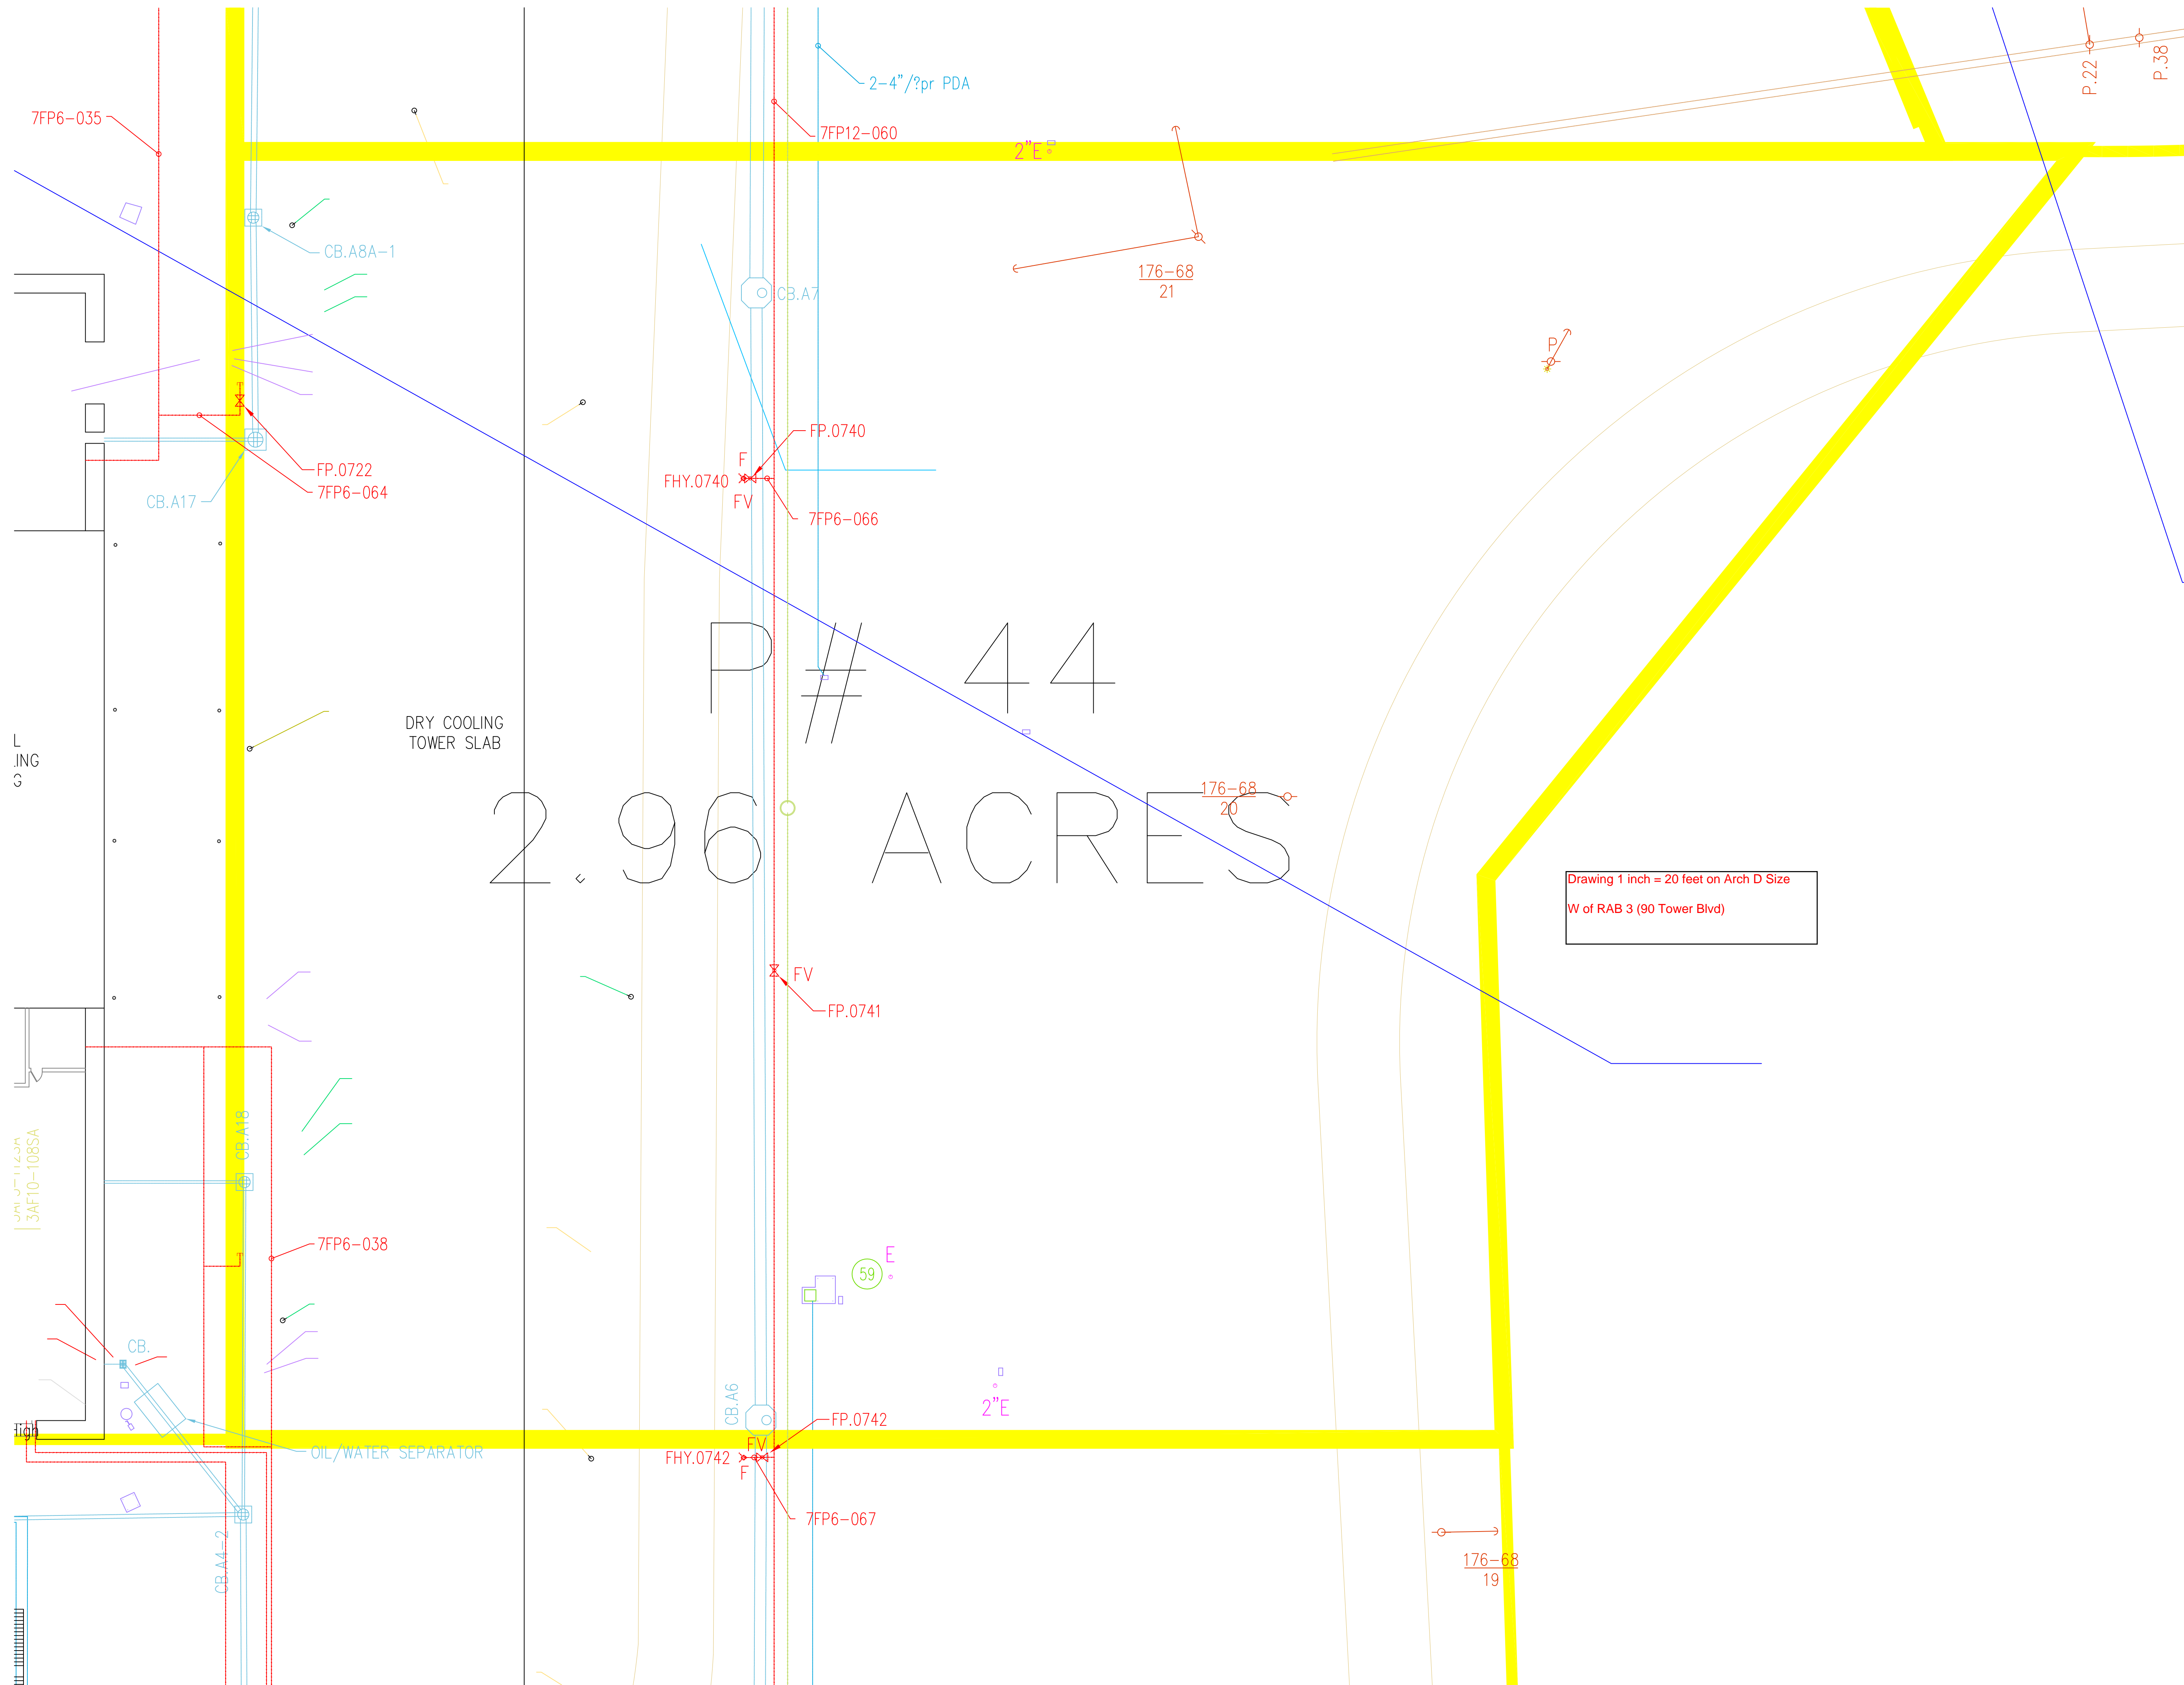 P.22
P.38
2-4"/?pr PDA
7FP6-035
7FP12-060
2"E
CB.A8A-1
176-68
21
CB.A7
P
FP.0740
F
FHY.0740
FV
FP.0722
7FP6-064
CB.A17
7FP6-066
P# 44
DRY COOLING
TOWER SLAB
L
ING
G
176-68
20
2.96 ACRES
Drawing 1 inch = 20 feet on Arch D Size
W of RAB 3 (90 Tower Blvd)
FV
FP.0741
CB.A18
3AF10-108SA
7FP6-038
E
59
CB.
CB.A6
2"E
FP.0742
FV
OIL/WATER SEPARATOR
FHY.0742
F
7FP6-067
CB.A4-2
176-68
19